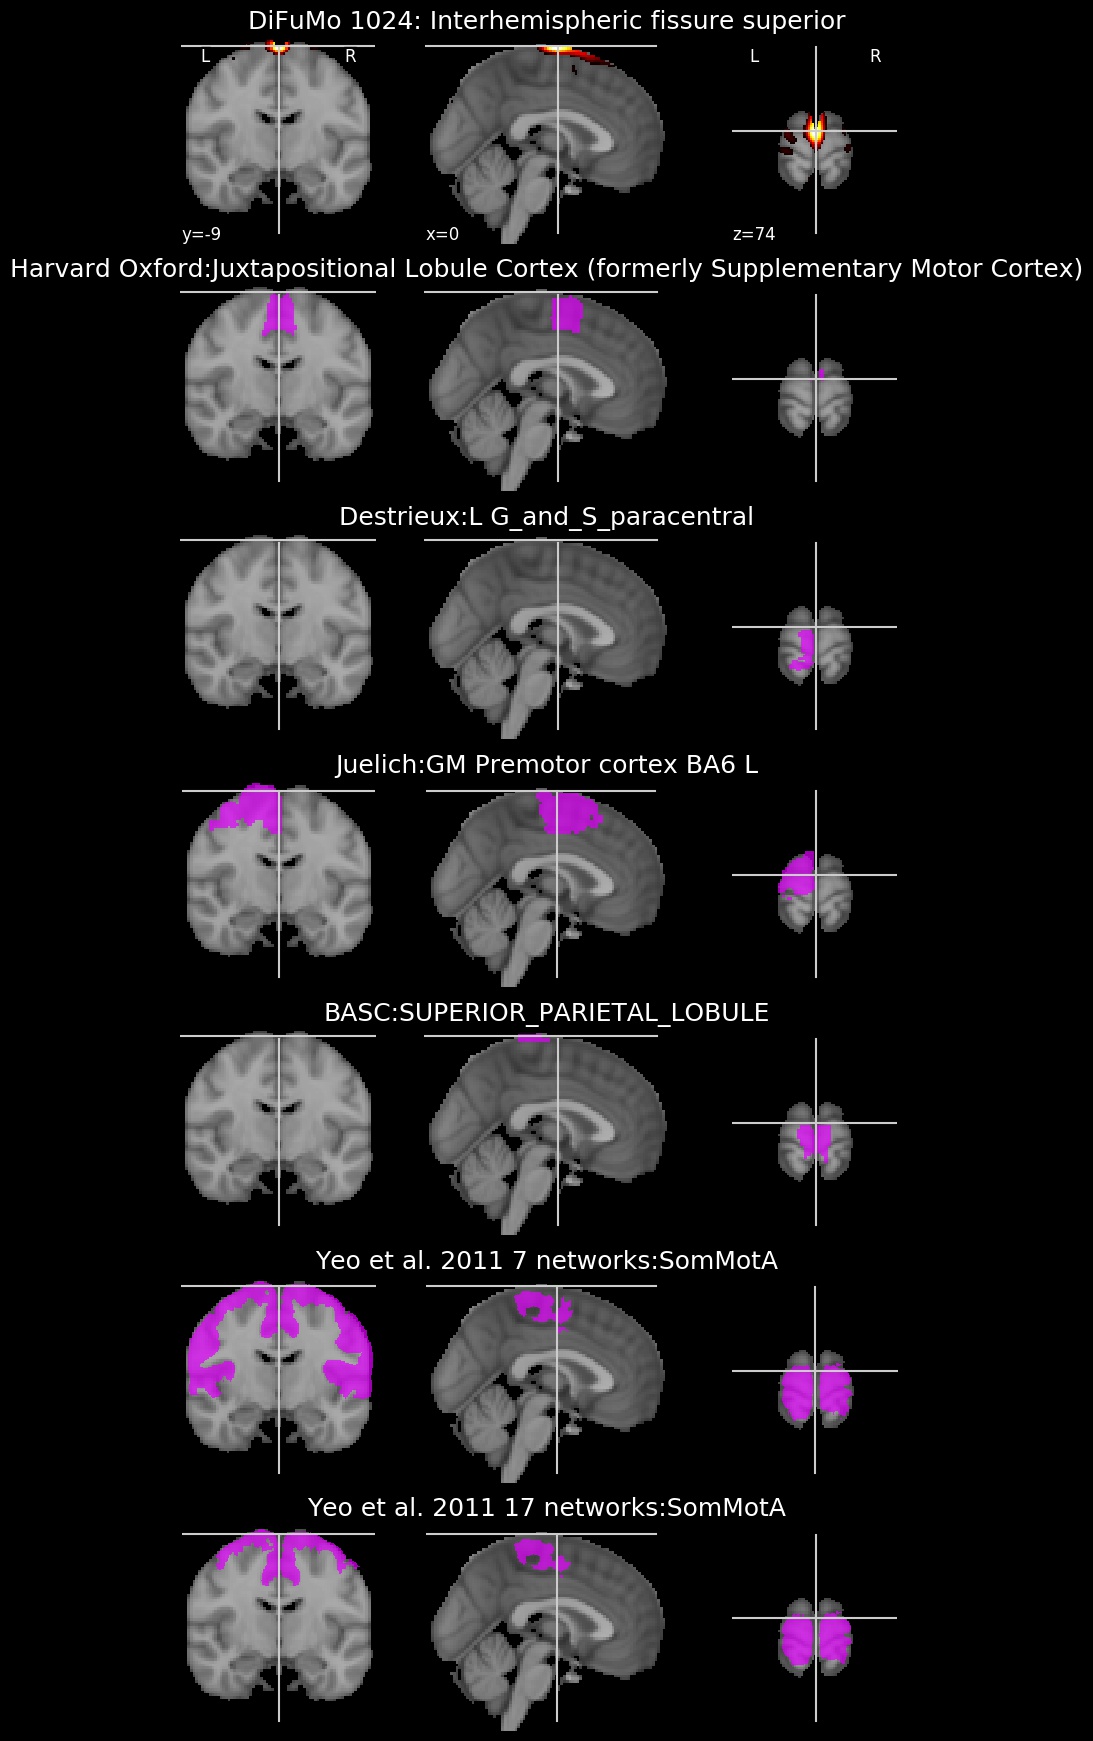 DiFuMo 1024: Interhemispheric fissure superior
L R L R
y=-9 x=0 z=74
Harvard Oxford:Juxtapositional Lobule Cortex (formerly Supplementary Motor Cortex)
Destrieux:L G_and_S_paracentral
Juelich:GM Premotor cortex BA6 L
BASC:SUPERIOR_PARIETAL_LOBULE
Yeo et al. 2011 7 networks:SomMotA
Yeo et al. 2011 17 networks:SomMotA